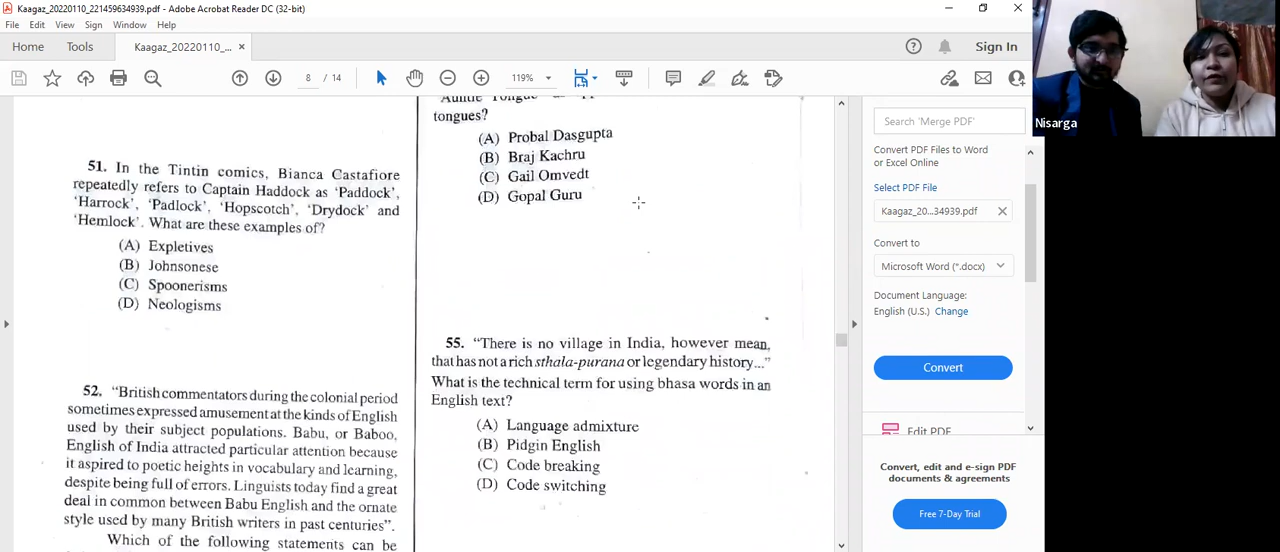 Kaagaz_20220110_221459634939.pdf - Adobe Acrobat Reader DC (32-bit)
File Edit View Sign Window Help
Home Tools Kaagaz_20220110_... × Sign In
8 / 14 119%
51. In the Tintin comics, Bianca Castafiore
repeatedly refers to Captain Haddock as 'Paddock',
'Harrock', 'Padlock', 'Hopscotch', 'Drydock' and
'Hemlock'. What are these examples of?
(A) Expletives
(B) Johnsonese
(C) Spoonerisms
(D) Neologisms
52. "British commentators during the colonial period
sometimes expressed amusement at the kinds of English
used by their subject populations. Babu, or Baboo,
English of India attracted particular attention because
it aspired to poetic heights in vocabulary and learning,
despite being full of errors. Linguists today find a great
deal in common between Babu English and the ornate
style used by many British writers in past centuries".
Which of the following statements can be
Auntie Tongue
tongues?
(A) Probal Dasgupta
(B) Braj Kachru
(C) Gail Omvedt
(D) Gopal Guru
55. "There is no village in India, however mean,
that has not a rich sthala-purana or legendary history..."
What is the technical term for using bhasa words in an
English text?
(A) Language admixture
(B) Pidgin English
(C) Code breaking
(D) Code switching
Search 'Merge PDF'
Convert PDF Files to Word
or Excel Online
Select PDF File
Kaagaz_20...34939.pdf
Convert to
Microsoft Word (*.docx)
Document Language:
English (U.S.) Change
Convert
Edit PDF
Convert, edit and e-sign PDF
documents & agreements
Free 7-Day Trial
Nisarga